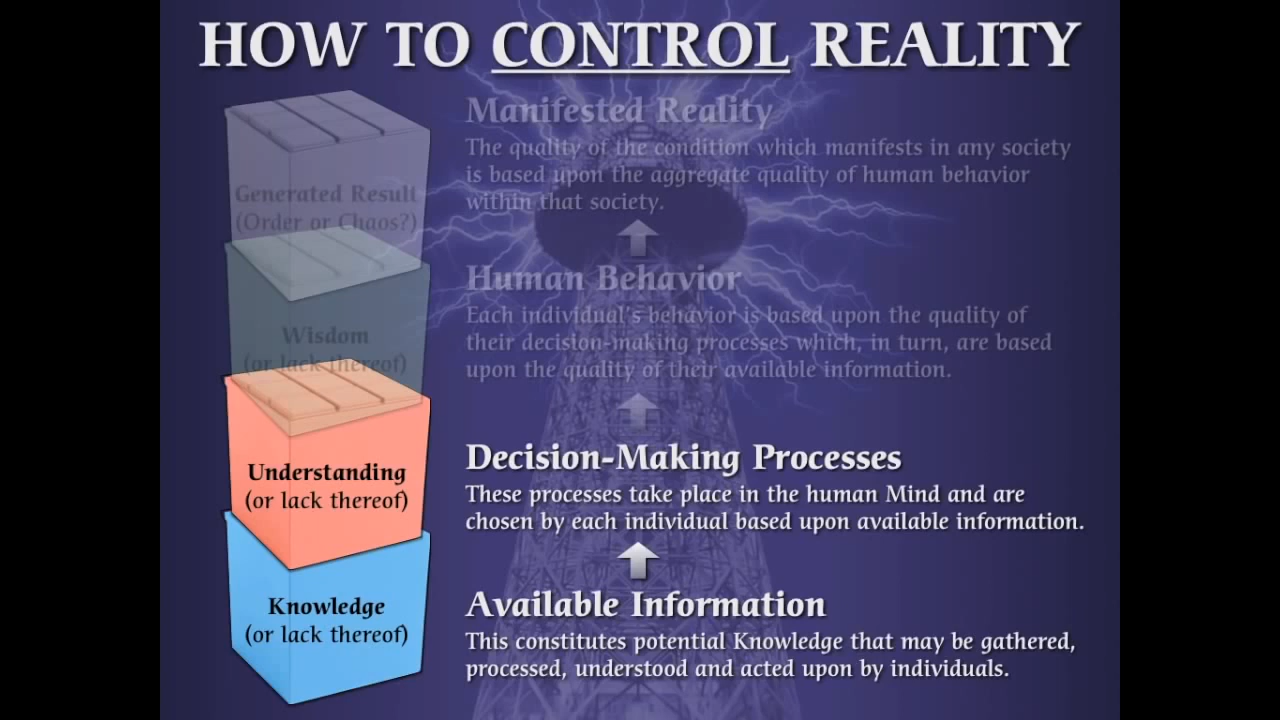 HOW TO CONTROL REALITY
Generated Result
(Order or Chaos?)
Manifested Reality
The quality of the condition which manifests in any society
is based upon the aggregate quality of human behavior
within that society.
Wisdom
(or lack thereof)
Human Behavior
Each individual's behavior is based upon the quality of
their decision-making processes which, in turn, are based
upon the quality of their available information.
Understanding
(or lack thereof)
Decision-Making Processes
These processes take place in the human Mind and are
chosen by each individual based upon available information.
Knowledge
(or lack thereof)
Available Information
This constitutes potential Knowledge that may be gathered,
processed, understood and acted upon by individuals.